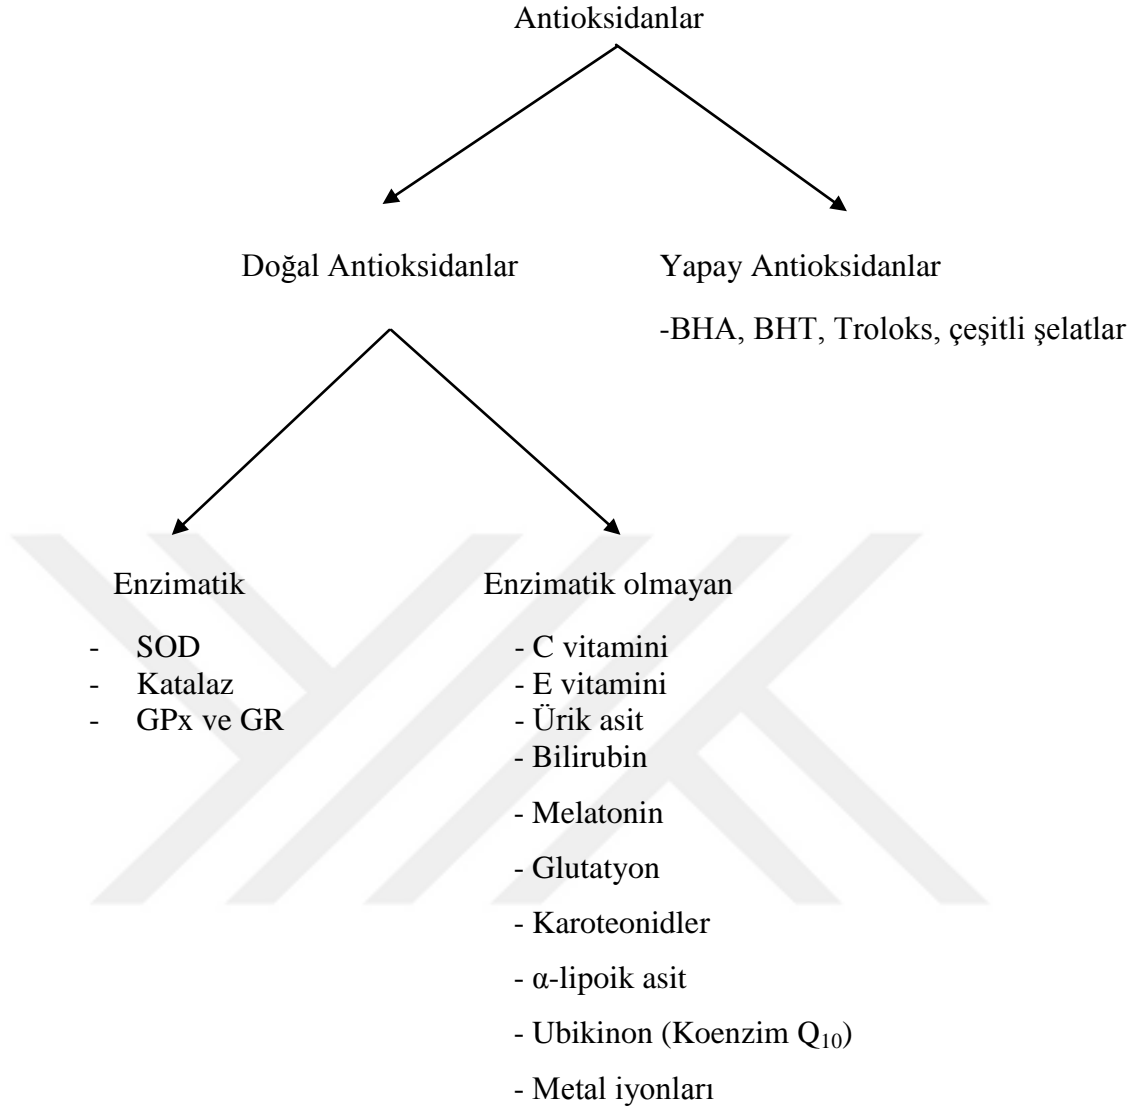 Antioksidanlar
Doğal Antioksidanlar
Yapay Antioksidanlar
-BHA, BHT, Troloks, çeşitli şelatlar
Enzimatik
- SOD
- Katalaz
- GPx ve GR
Enzimatik olmayan
- C vitamini
- E vitamini
- Ürik asit
- Bilirubin
- Melatonin
- Glutatyon
- Karoteonidler
- α-lipoik asit
- Ubikinon (Koenzim Q₁₀)
- Metal iyonları